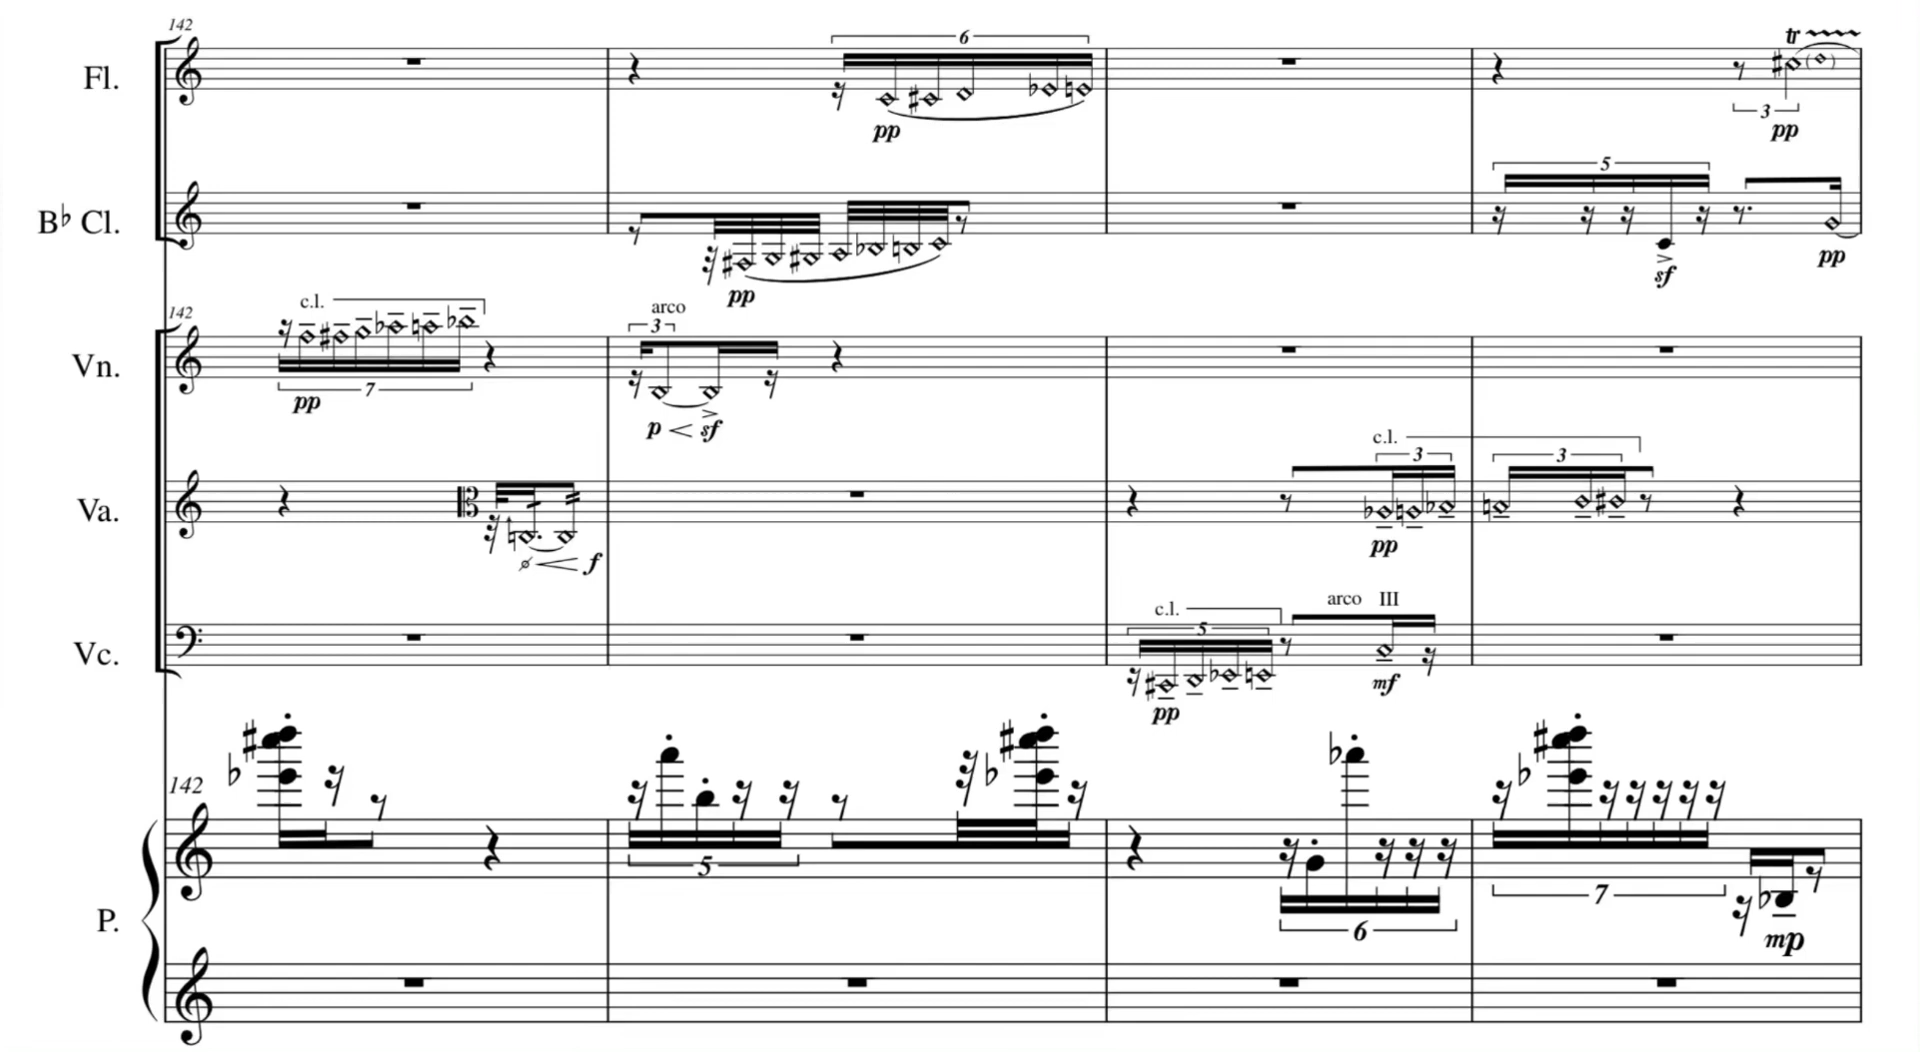 142
Fl.
6
pp
tr
3
pp
B♭ Cl.
pp
5
sf
pp
142
Vn.
c.l.
7
pp
arco
3
p sf
Va.
f
c.l.
3
pp
3
Vc.
c.l.
5
pp
arco III
mf
142
P.
5
6
7
mp